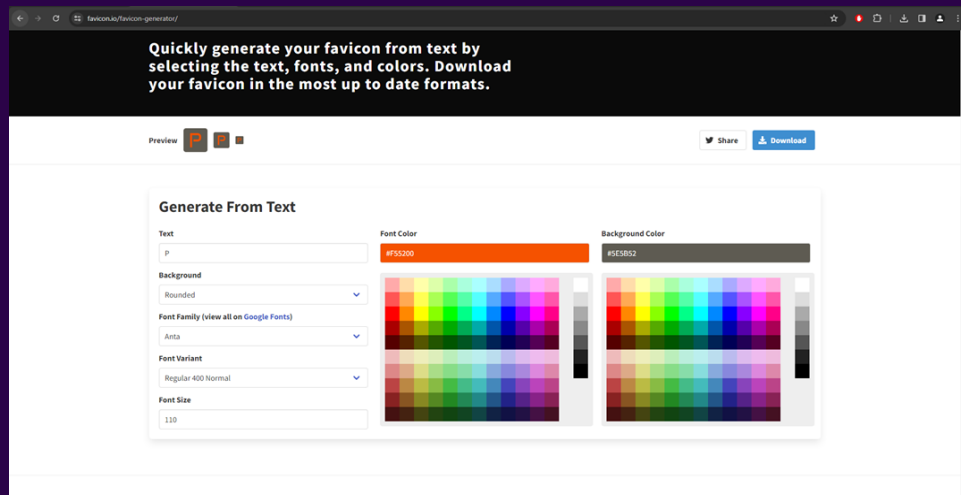 favicon.io/favicon-generator/
Quickly generate your favicon from text by
selecting the text, fonts, and colors. Download
your favicon in the most up to date formats.
Preview P P
Share
Download
Generate From Text
Text
P
Background
Rounded
Font Family (view all on Google Fonts)
Anta
Font Variant
Regular 400 Normal
Font Size
110
Font Color
#F55200
Background Color
#5E5B52